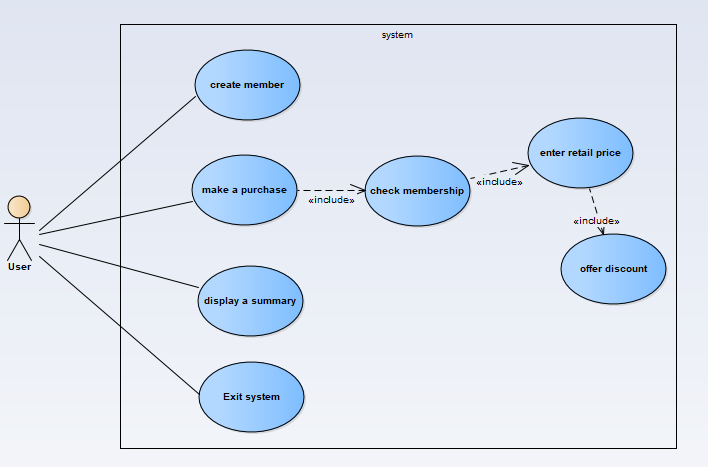 system
create member
make a purchase
«include»
check membership
«include»
enter retail price
«include»
offer discount
User
display a summary
Exit system